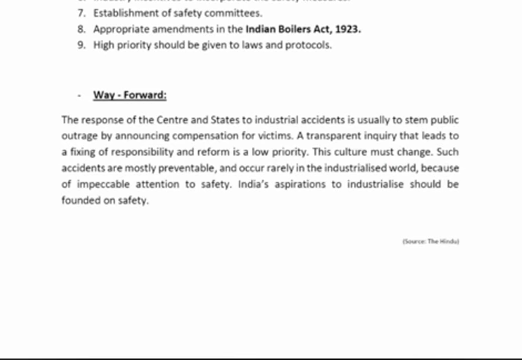 7. Establishment of safety committees.
8. Appropriate amendments in the Indian Boilers Act, 1923.
9. High priority should be given to laws and protocols.
- Way - Forward:
The response of the Centre and States to industrial accidents is usually to stem public
outrage by announcing compensation for victims. A transparent inquiry that leads to
a fixing of responsibility and reform is a low priority. This culture must change. Such
accidents are mostly preventable, and occur rarely in the industrialised world, because
of impeccable attention to safety. India's aspirations to industrialise should be
founded on safety.
(Source: The Hindu)